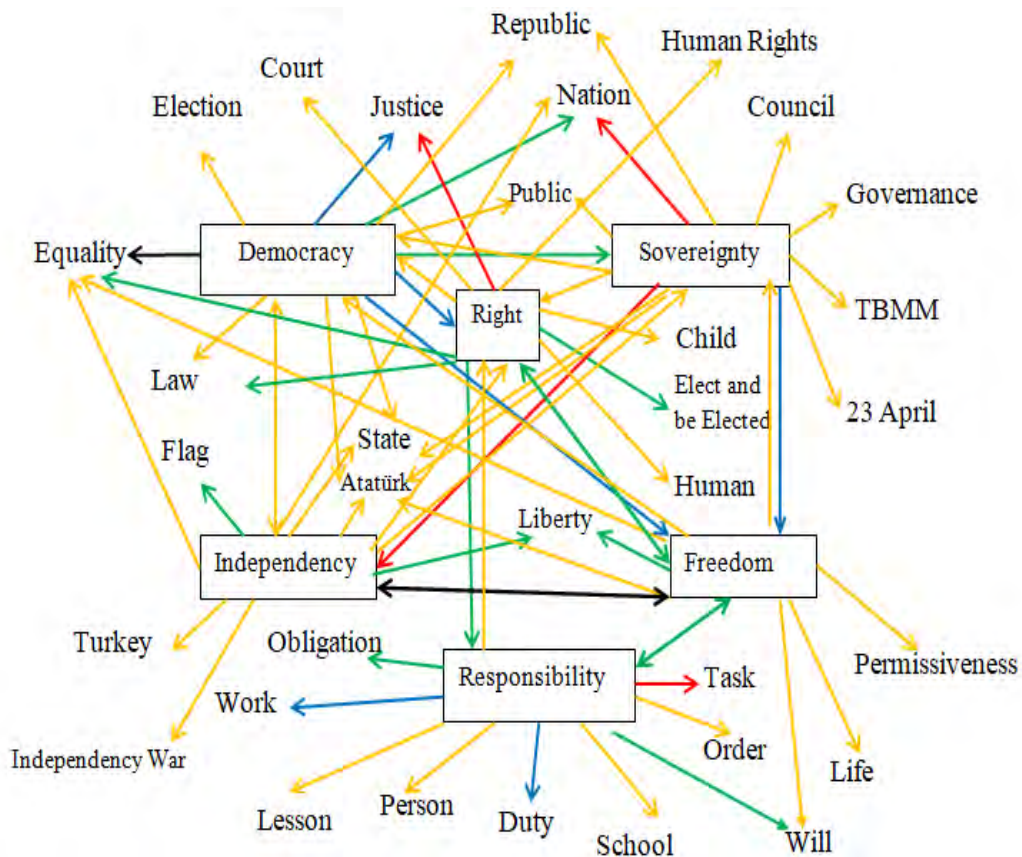 Republic
Human Rights
Court
Nation
Election
Justice
Council
Public
Governance
Equality
Democracy
Sovereignty
Right
TBMM
Child
Law
Elect and
be Elected
23 April
Flag
State
Atatürk
Human
Liberty
Independency
Freedom
Turkey
Obligation
Permissiveness
Responsibility
Task
Work
Order
Independency War
Life
Person
Lesson
Duty
School
Will